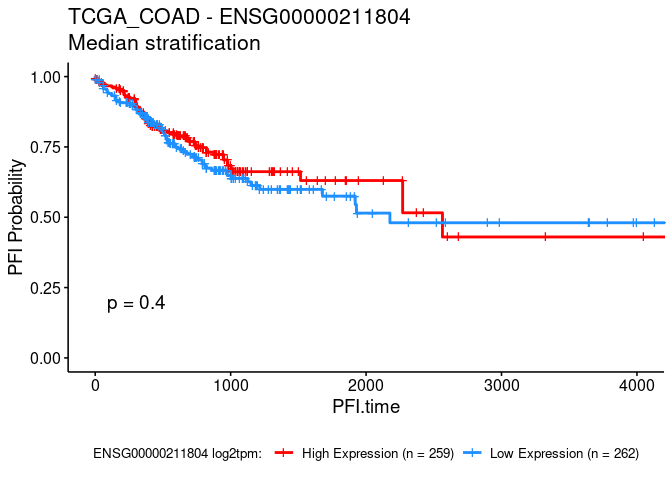 TCGA_COAD - ENSG00000211804
Median stratification
1.00
0.75
0.50
0.25
0.00
PFI Probability
p = 0.4
0 1000 2000 3000 4000
PFI.time
ENSG00000211804 log2tpm: High Expression (n = 259) Low Expression (n = 262)